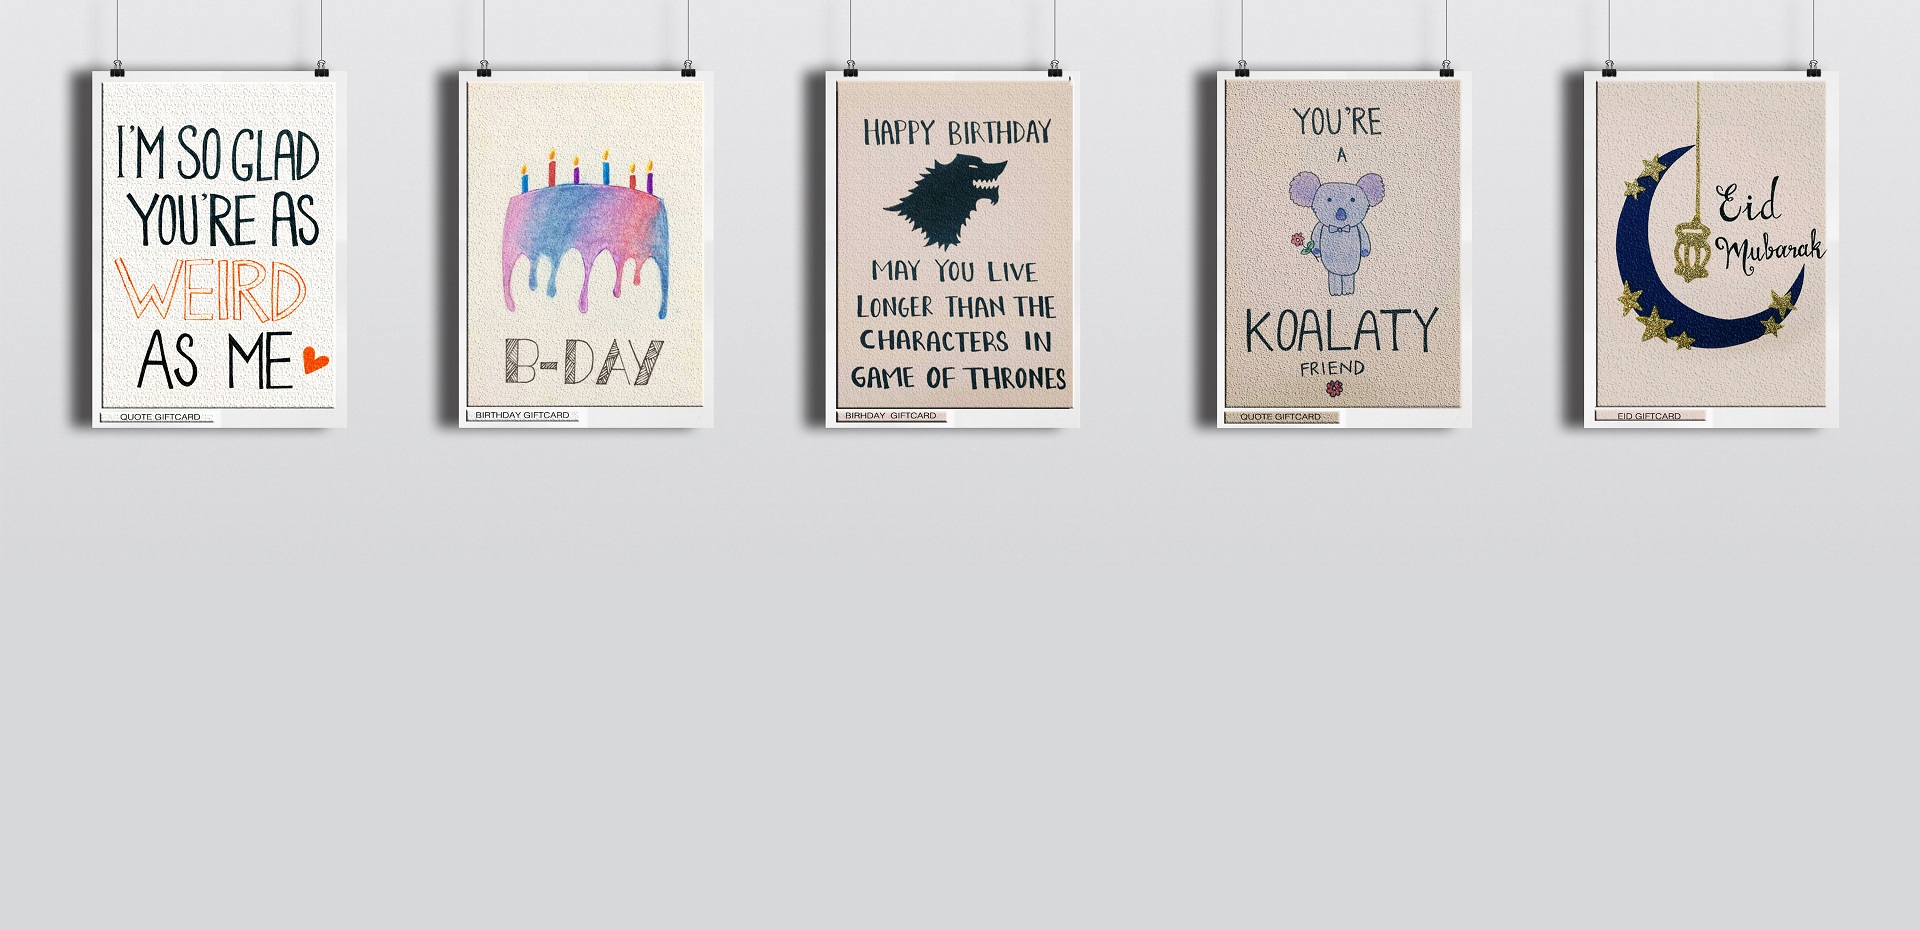 I'M SO GLAD
YOU'RE AS
WEIRD
AS ME
QUOTE GIFTCARD
B-DAY
BIRTHDAY GIFTCARD
HAPPY BIRTHDAY
MAY YOU LIVE
LONGER THAN THE
CHARACTERS IN
GAME OF THRONES
BIRHDAY GIFTCARD
YOU'RE
A
KOALATY
FRIEND
QUOTE GIFTCARD
Eid
Mubarak
EID GIFTCARD